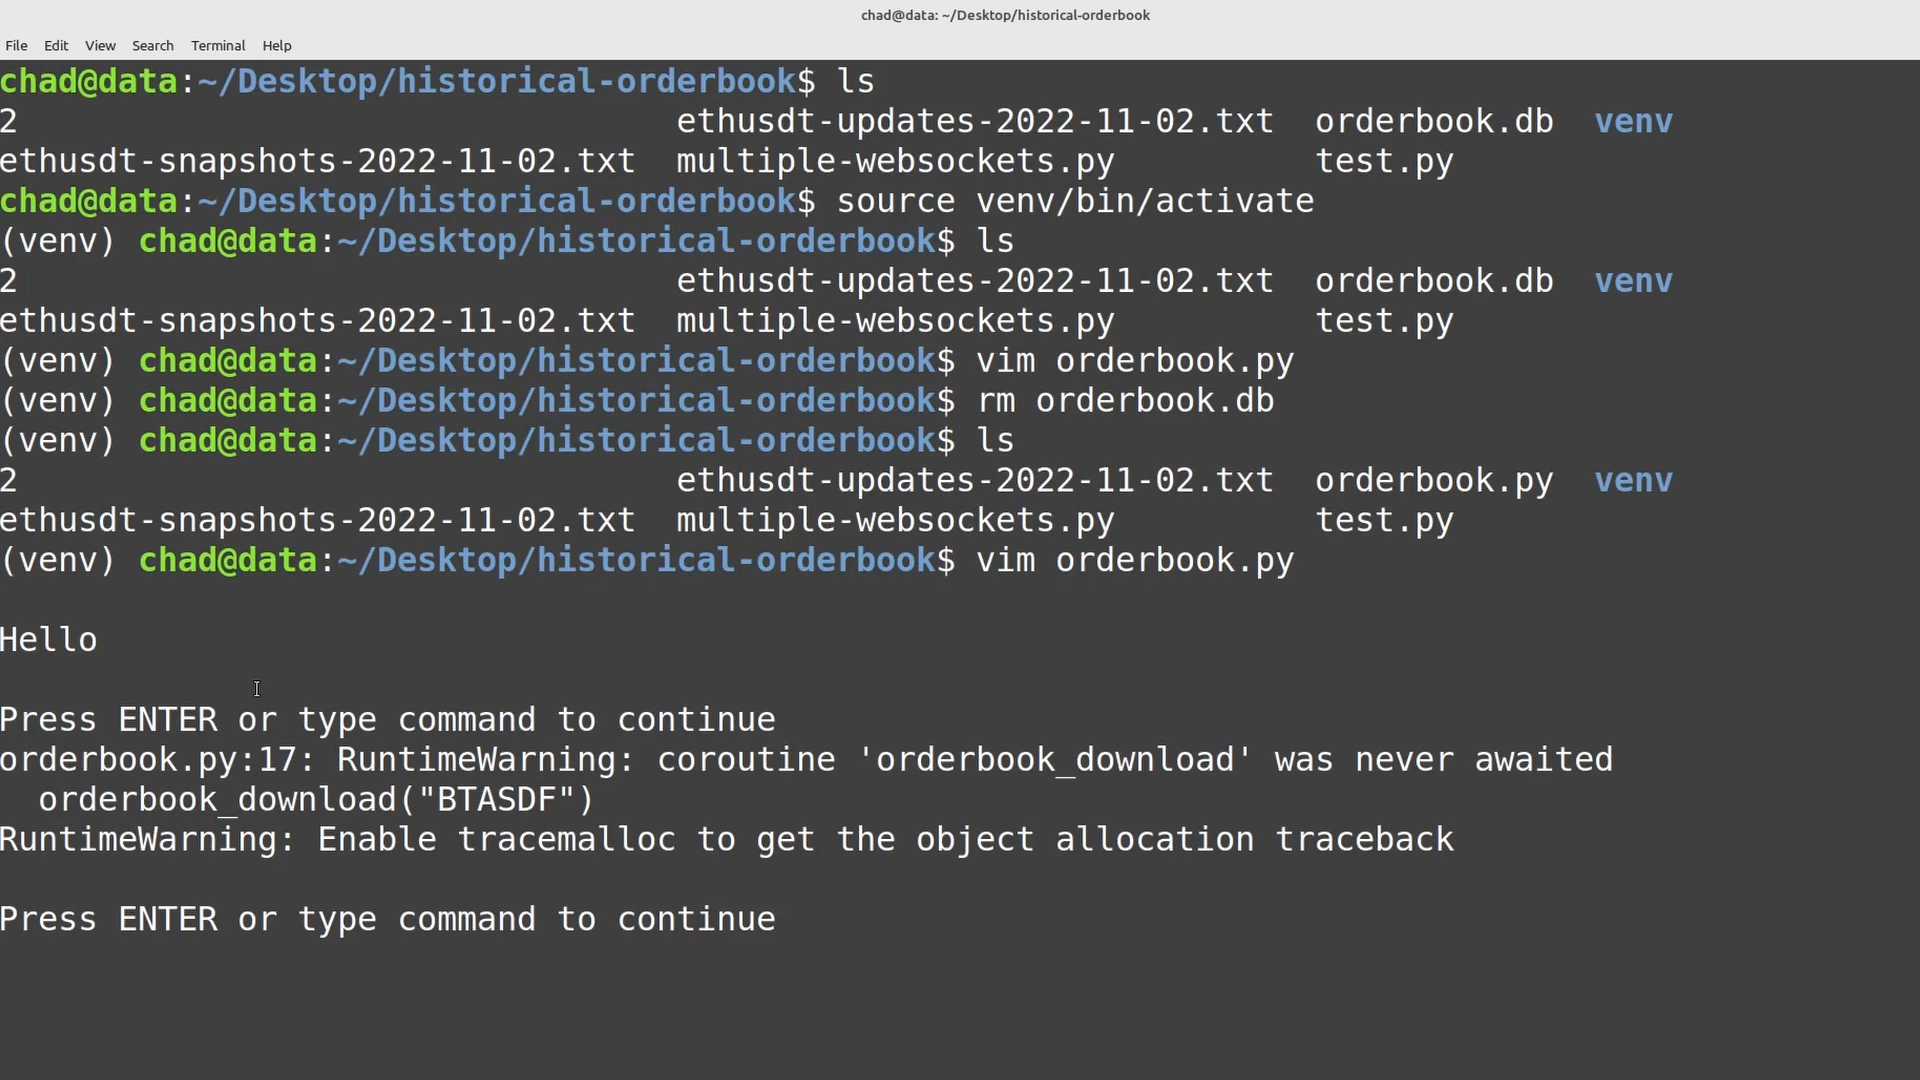 chad@data: ~/Desktop/historical-orderbook
File Edit View Search Terminal Help
chad@data:~/Desktop/historical-orderbook$ ls
2 ethusdt-updates-2022-11-02.txt orderbook.db venv
ethusdt-snapshots-2022-11-02.txt multiple-websockets.py test.py
chad@data:~/Desktop/historical-orderbook$ source venv/bin/activate
(venv) chad@data:~/Desktop/historical-orderbook$ ls
2 ethusdt-updates-2022-11-02.txt orderbook.db venv
ethusdt-snapshots-2022-11-02.txt multiple-websockets.py test.py
(venv) chad@data:~/Desktop/historical-orderbook$ vim orderbook.py
(venv) chad@data:~/Desktop/historical-orderbook$ rm orderbook.db
(venv) chad@data:~/Desktop/historical-orderbook$ ls
2 ethusdt-updates-2022-11-02.txt orderbook.py venv
ethusdt-snapshots-2022-11-02.txt multiple-websockets.py test.py
(venv) chad@data:~/Desktop/historical-orderbook$ vim orderbook.py
Hello
Press ENTER or type command to continue
orderbook.py:17: RuntimeWarning: coroutine 'orderbook_download' was never awaited
orderbook_download("BTASDF")
RuntimeWarning: Enable tracemalloc to get the object allocation traceback
Press ENTER or type command to continue